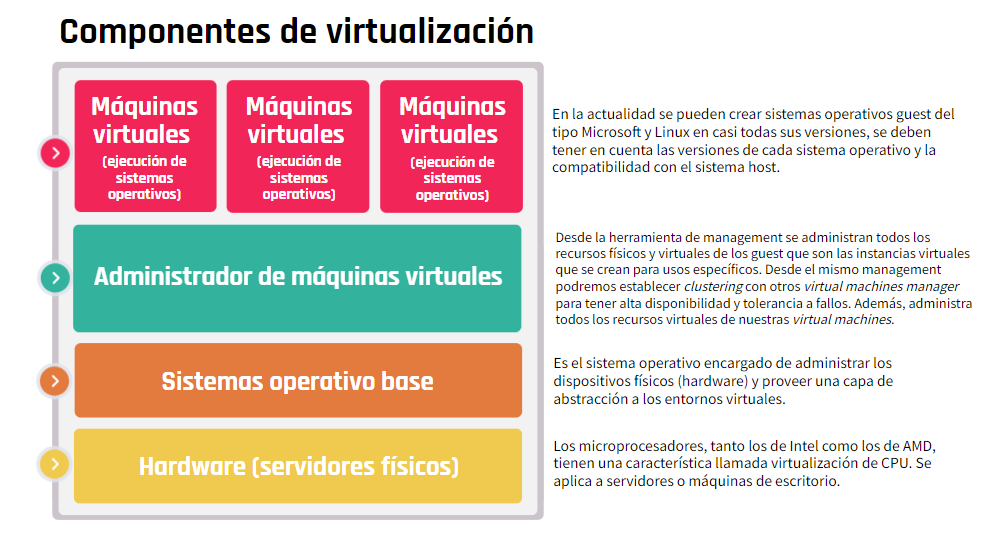 Componentes de virtualización
Máquinas
virtuales
(ejecución de
sistemas
operativos)
Máquinas
virtuales
(ejecución de
sistemas
operativos)
Máquinas
virtuales
(ejecución de
sistemas
operativos)
En la actualidad se pueden crear sistemas operativos guest del
tipo Microsoft y Linux en casi todas sus versiones, se deben
tener en cuenta las versiones de cada sistema operativo y la
compatibilidad con el sistema host.
Administrador de máquinas virtuales
Desde la herramienta de management se administran todos los
recursos físicos y virtuales de los guest que son las instancias virtuales
que se crean para usos específicos. Desde el mismo management
podremos establecer clustering con otros virtual machines manager
para tener alta disponibilidad y tolerancia a fallos. Además, administra
todos los recursos virtuales de nuestras virtual machines.
Sistemas operativo base
Es el sistema operativo encargado de administrar los
dispositivos físicos (hardware) y proveer una capa de
abstracción a los entornos virtuales.
Hardware (servidores físicos)
Los microprocesadores, tanto los de Intel como los de AMD,
tienen una característica llamada virtualización de CPU. Se
aplica a servidores o máquinas de escritorio.